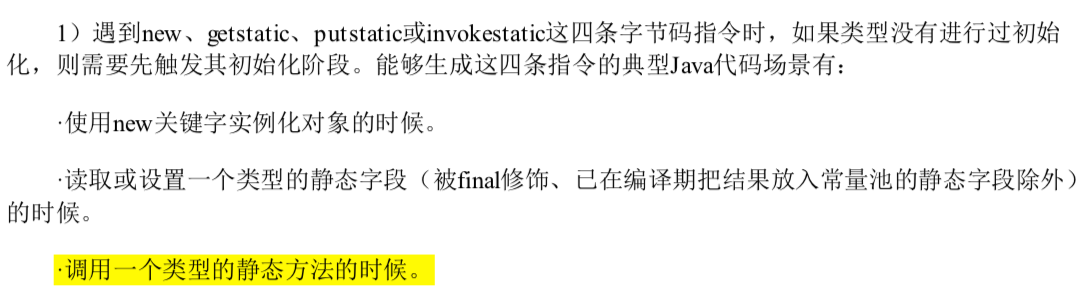 1）遇到new、getstatic、putstatic或invokestatic这四条字节码指令时，如果类型没有进行过初始
化，则需要先触发其初始化阶段。能够生成这四条指令的典型Java代码场景有：
·使用new关键字实例化对象的时候。
·读取或设置一个类型的静态字段（被final修饰、已在编译期把结果放入常量池的静态字段除外）
的时候。
·调用一个类型的静态方法的时候。